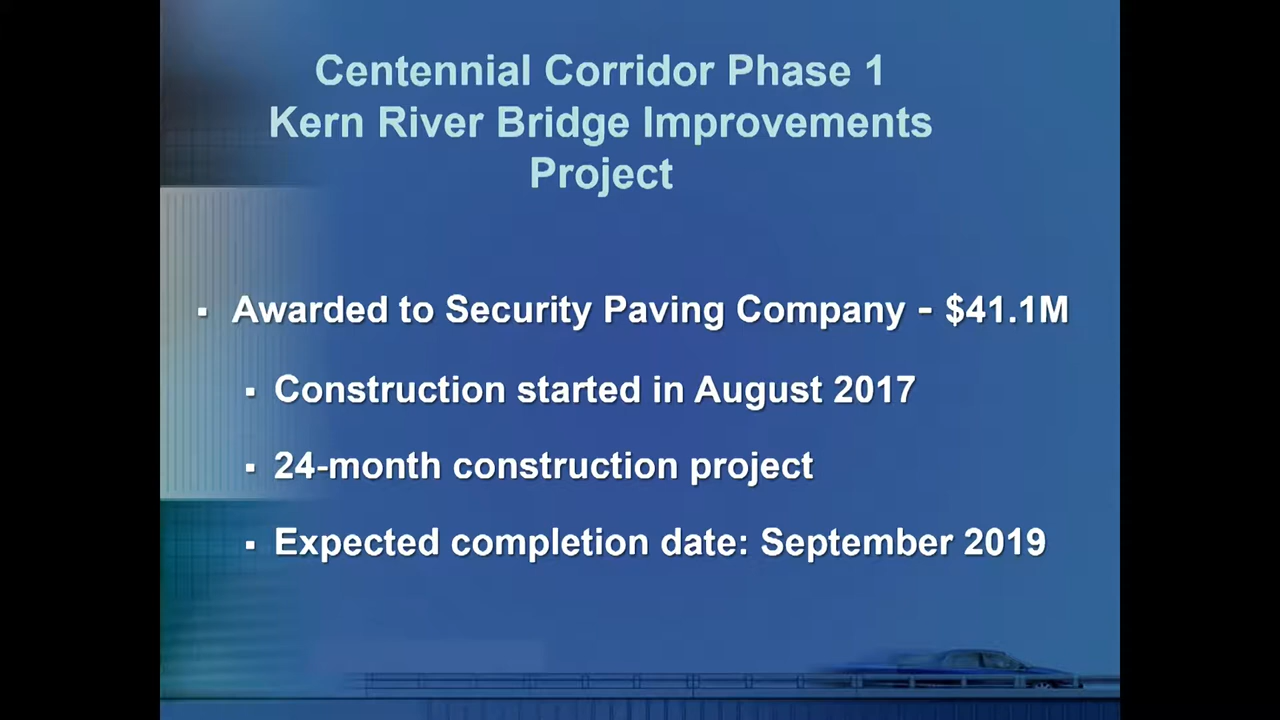 Centennial Corridor Phase 1
Kern River Bridge Improvements
Project
▪ Awarded to Security Paving Company - $41.1M
▪ Construction started in August 2017
▪ 24-month construction project
▪ Expected completion date: September 2019